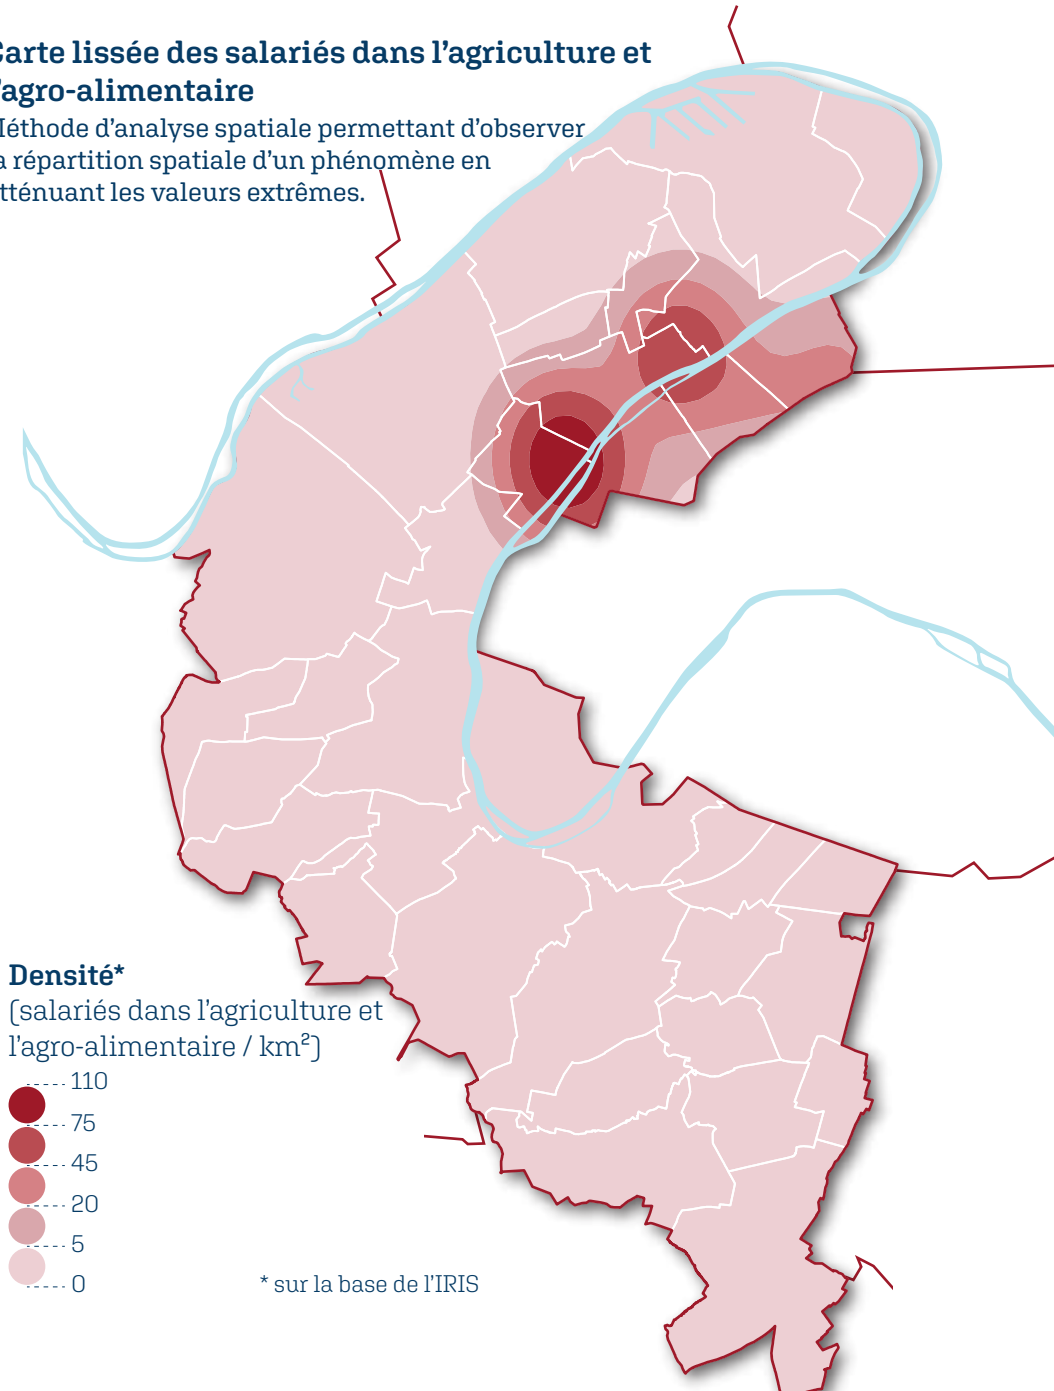 Carte lissée des salariés dans l'agriculture et
'agro-alimentaire
Méthode d'analyse spatiale permettant d'observer
a répartition spatiale d'un phénomène en
tténuant les valeurs extrêmes.
Densité*
(salariés dans l'agriculture et
l'agro-alimentaire / km²)
110
75
45
20
5
0
* sur la base de l'IRIS